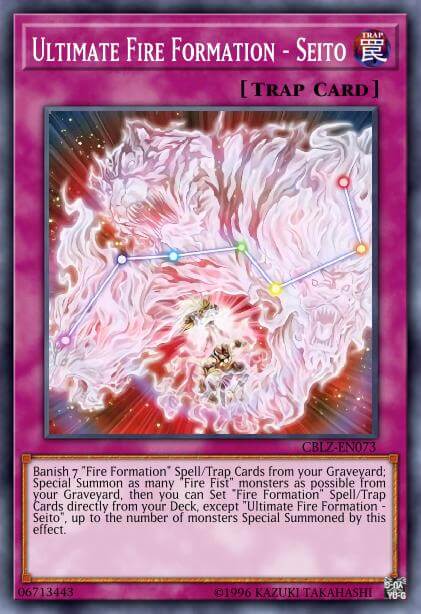 ULTIMATE FIRE FORMATION - SEITO
TRAP
罠
[TRAP CARD]
CBLZ-EN073
Banish 7 "Fire Formation" Spell/Trap Cards from your Graveyard;
Special Summon as many "Fire Fist" monsters as possible from
your Graveyard, then you can Set "Fire Formation" Spell/Trap
Cards directly from your Deck, except "Ultimate Fire Formation -
Seito", up to the number of monsters Special Summoned by this
effect.
06713443
©1996 KAZUKI TAKAHASHI